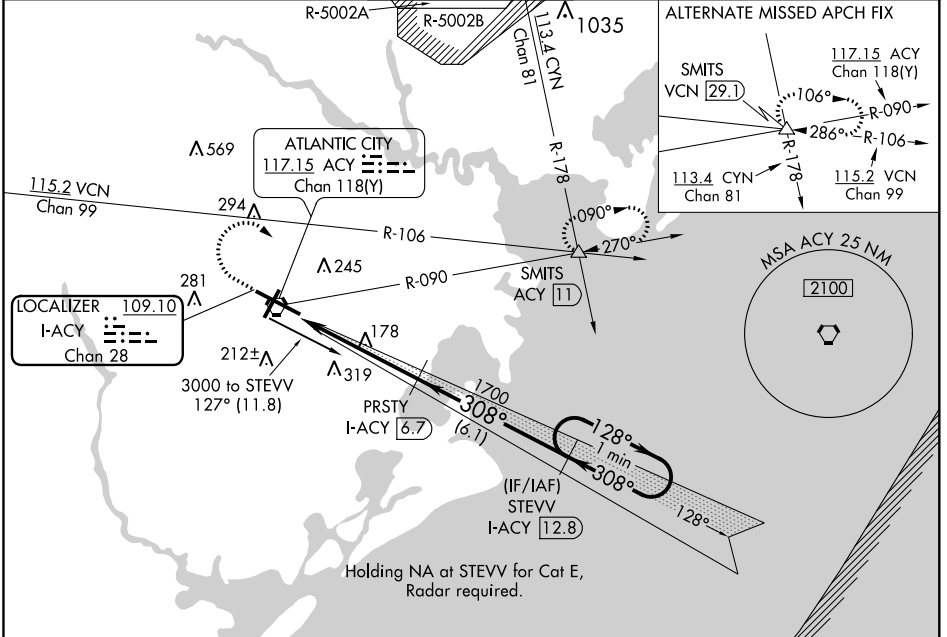 R-5002A
R-5002B
113.4 CYN
Chan 81
R-178
1035
ALTERNATE MISSED APCH FIX
SMITS
VCN 29.1
117.15 ACY
Chan 118(Y)
106°
R-090
286°
R-106
R-178
113.4 CYN
Chan 81
115.2 VCN
Chan 99
569
ATLANTIC CITY
117.15 ACY
Chan 118(Y)
115.2 VCN
Chan 99
294
R-106
090°
270°
245
R-090
SMITS
ACY 11
MSA ACY 25 NM
2100
281
LOCALIZER 109.10
I-ACY
Chan 28
178
212±
319
3000 to STEVV
127° (11.8)
PRSTY
I-ACY 6.7
1700
308°
(6.1)
128°
1 min
308°
128°
(IF/IAF)
STEVV
I-ACY 12.8
Holding NA at STEVV for Cat E,
Radar required.